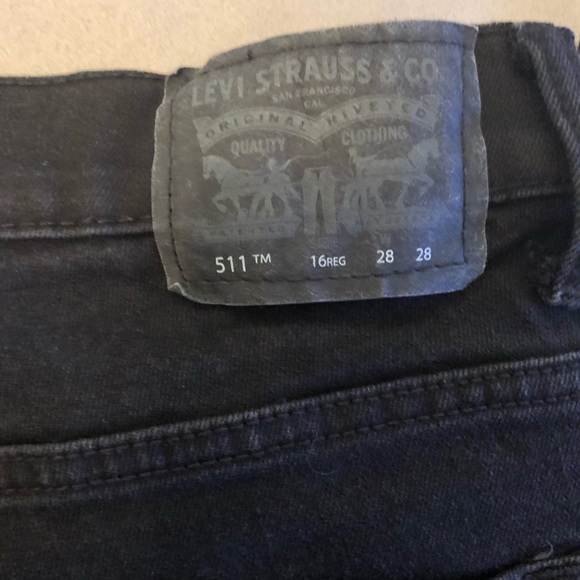 LEVI STRAUSS & CO
SAN FRANCISCO
CAL
ORIGINAL RIVETED
QUALITY CLOTHING
511™ 16REG 28 28